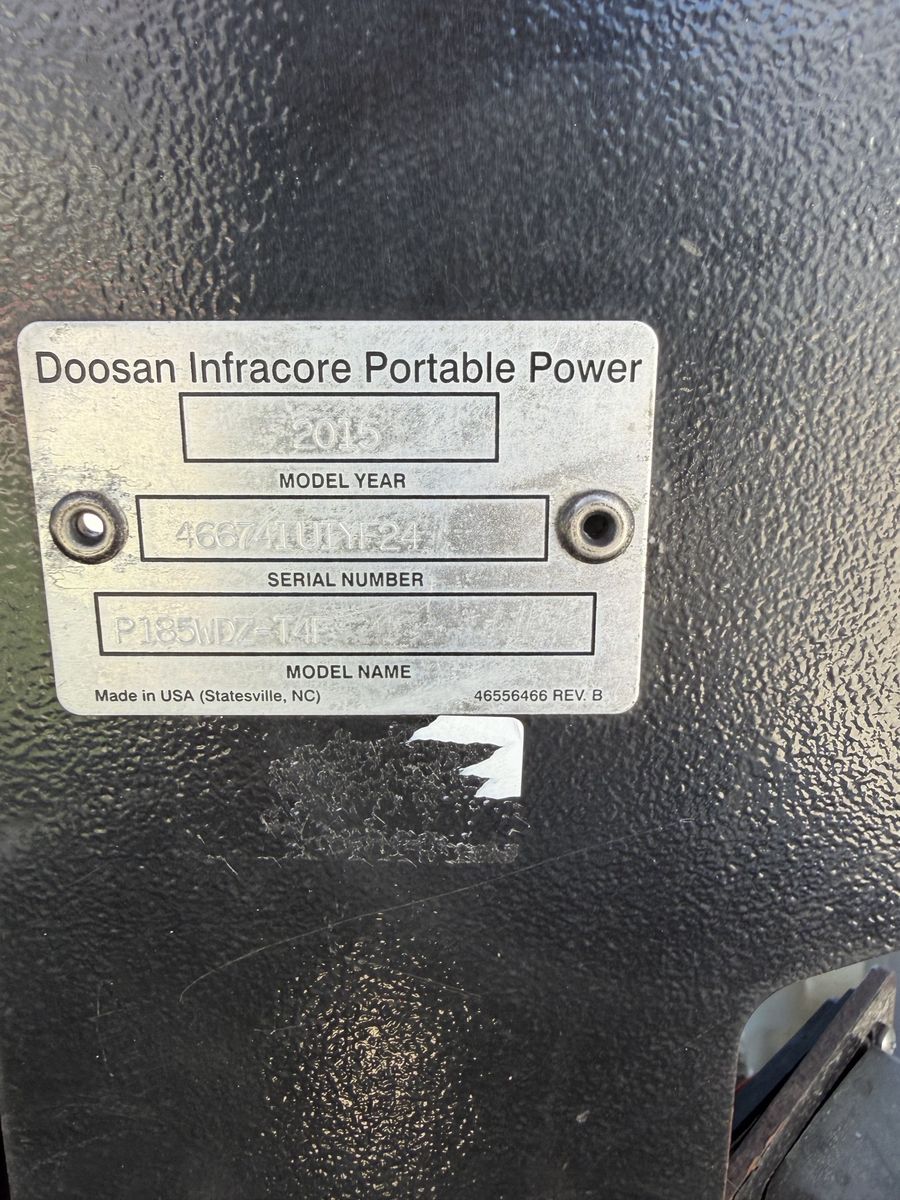 Doosan Infracore Portable Power
2015
MODEL YEAR
SERIAL NUMBER
P185WDZ-T4F
MODEL NAME
Made in USA (Statesville, NC) 46556466 REV. B